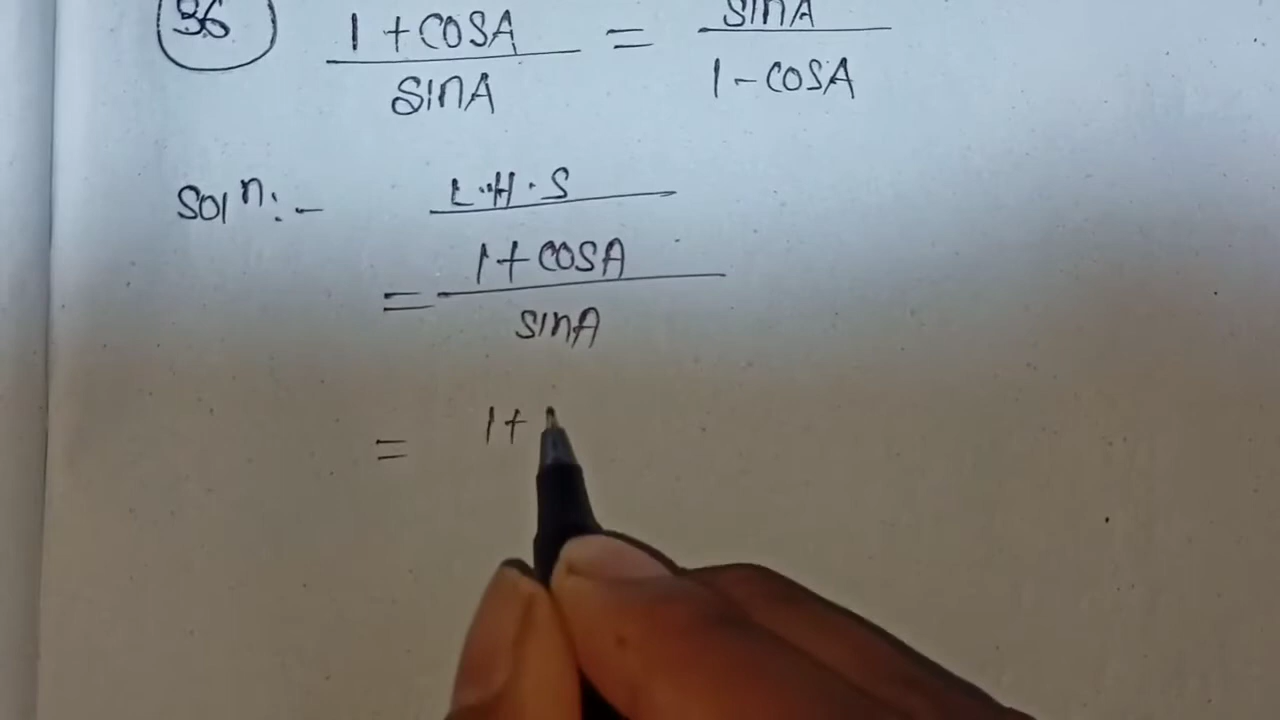 36 1 + COSA / sinA = sinA / 1 - COSA
Solⁿ:- L.H.S
= 1 + COSA / sinA
= 1 +